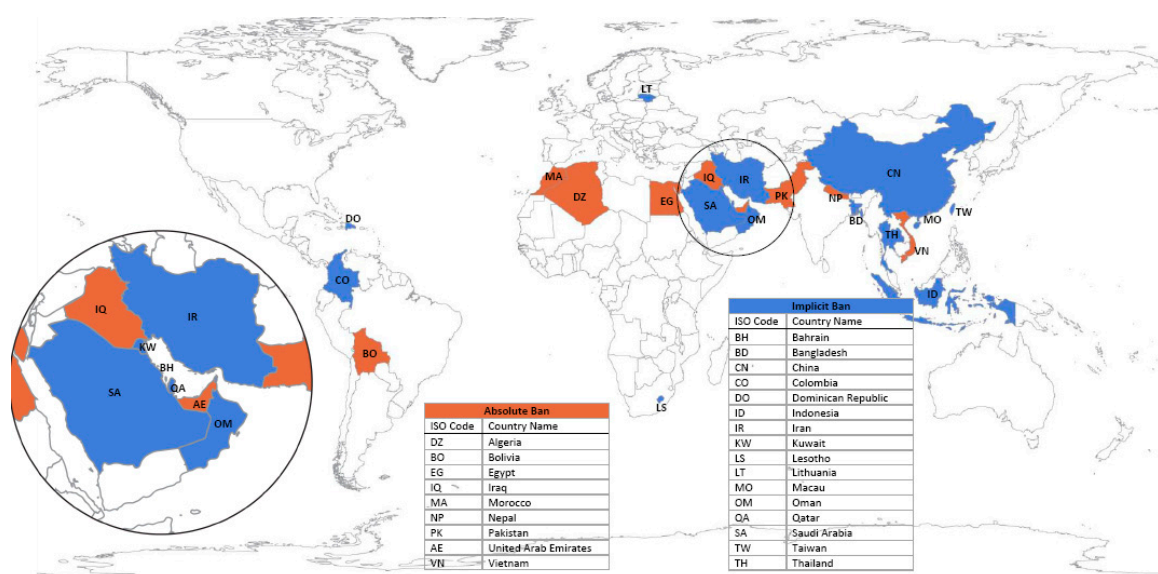 LT
MA
DZ
EG
IQ
IR
SA
OM
PK
CN
NP
BD
MO
TW
TH
VN
ID
DO
CO
BO
LS
IQ
IR
KW
BH
QA
SA
AE
OM
Absolute Ban
ISO Code Country Name
DZ Algeria
BO Bolivia
EG Egypt
IQ Iraq
MA Morocco
NP Nepal
PK Pakistan
AE United Arab Emirates
VN Vietnam
Implicit Ban
ISO Code Country Name
BH Bahrain
BD Bangladesh
CN China
CO Colombia
DO Dominican Republic
ID Indonesia
IR Iran
KW Kuwait
LS Lesotho
LT Lithuania
MO Macau
OM Oman
QA Qatar
SA Saudi Arabia
TW Taiwan
TH Thailand